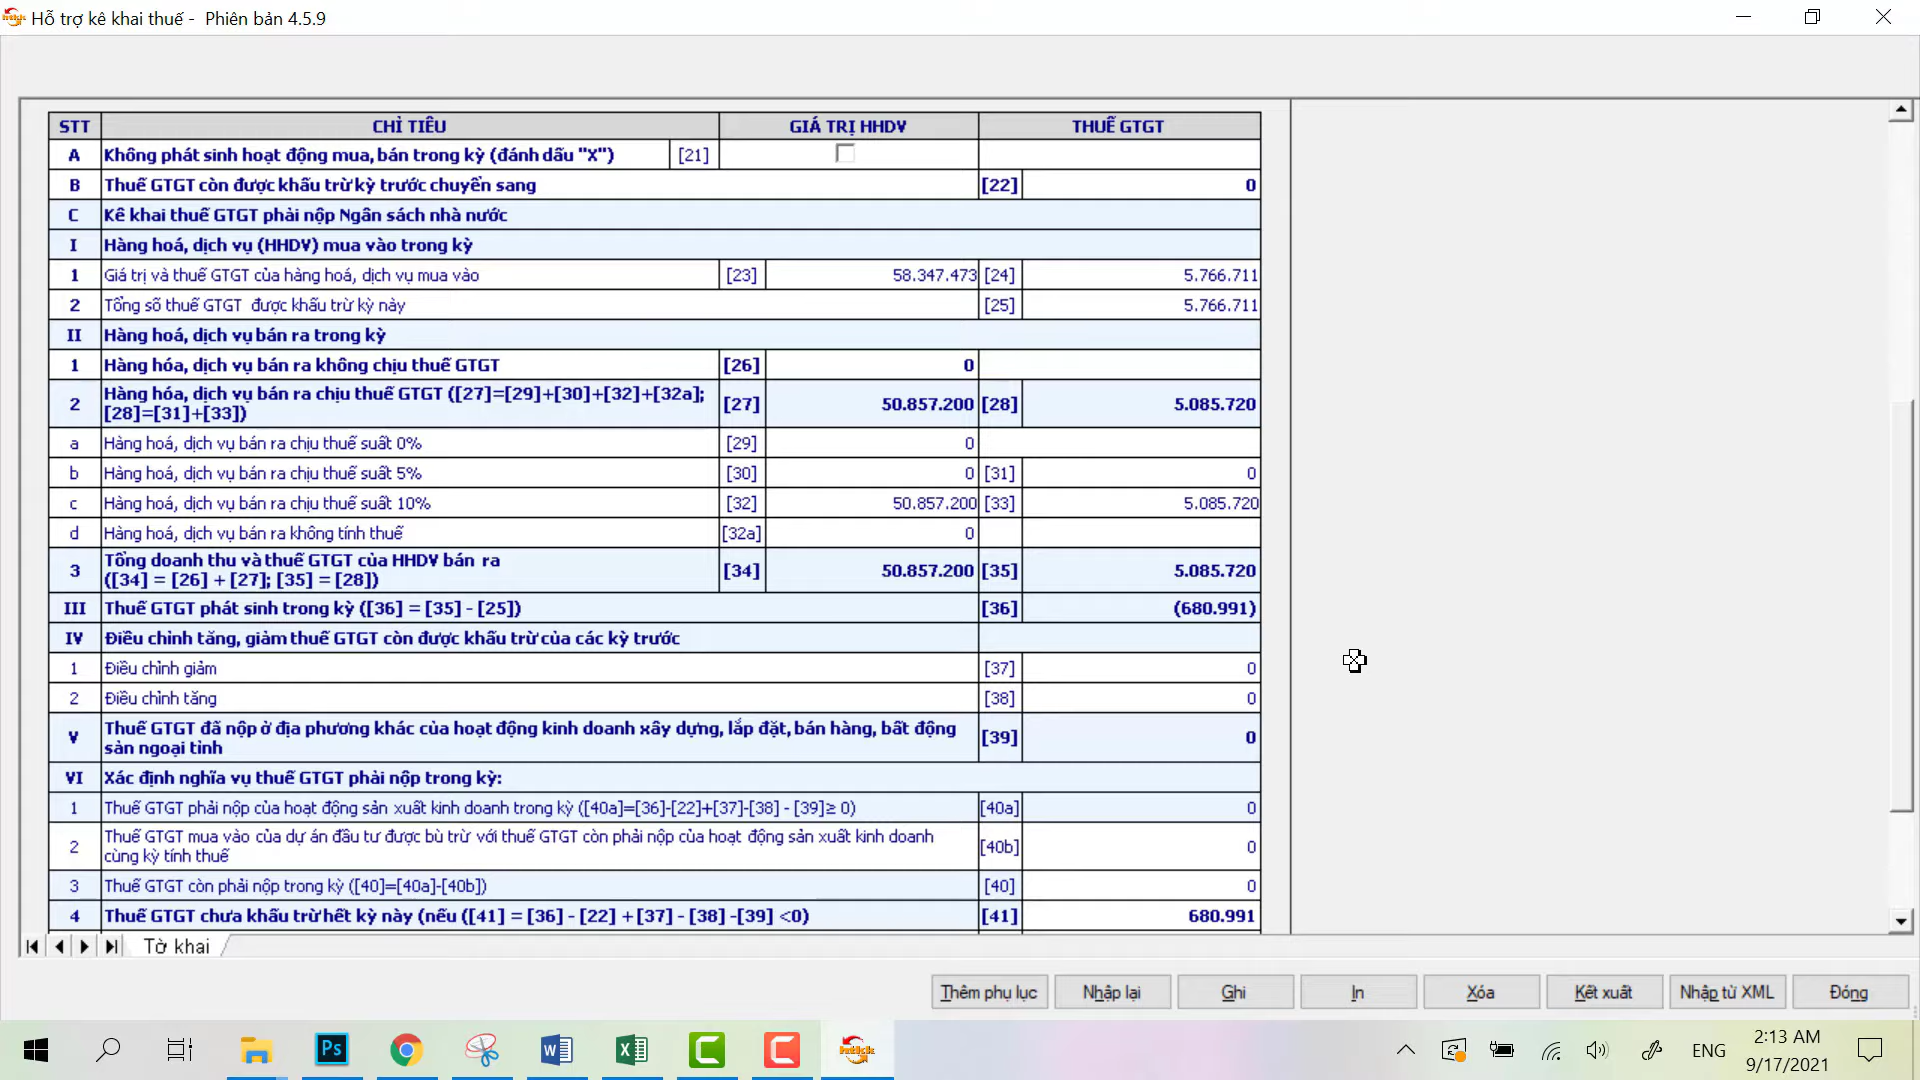 Hỗ trợ kê khai thuế - Phiên bản 4.5.9
STT CHỈ TIÊU GIÁ TRỊ HHDV THUẾ GTGT
A Không phát sinh hoạt động mua, bán trong kỳ (đánh dấu "X") [21]
B Thuế GTGT còn được khấu trừ kỳ trước chuyển sang [22] 0
C Kê khai thuế GTGT phải nộp Ngân sách nhà nước
I Hàng hoá, dịch vụ (HHDV) mua vào trong kỳ
1 Giá trị và thuế GTGT của hàng hoá, dịch vụ mua vào [23] 58.347.473 [24] 5.766.711
2 Tổng số thuế GTGT được khấu trừ kỳ này [25] 5.766.711
II Hàng hoá, dịch vụ bán ra trong kỳ
1 Hàng hóa, dịch vụ bán ra không chịu thuế GTGT [26] 0
2 Hàng hóa, dịch vụ bán ra chịu thuế GTGT ([27]=[29]+[30]+[32]+[32a]; [27] 50.857.200 [28] 5.085.720
[28]=[31]+[33])
a Hàng hoá, dịch vụ bán ra chịu thuế suất 0% [29] 0
b Hàng hoá, dịch vụ bán ra chịu thuế suất 5% [30] 0 [31] 0
c Hàng hoá, dịch vụ bán ra chịu thuế suất 10% [32] 50.857.200 [33] 5.085.720
d Hàng hoá, dịch vụ bán ra không tính thuế [32a] 0
3 Tổng doanh thu và thuế GTGT của HHDV bán ra [34] 50.857.200 [35] 5.085.720
([34] = [26] + [27]; [35] = [28])
III Thuế GTGT phát sinh trong kỳ ([36] = [35] - [25]) [36] (680.991)
IV Điều chỉnh tăng, giảm thuế GTGT còn được khấu trừ của các kỳ trước
1 Điều chỉnh giảm [37] 0
2 Điều chỉnh tăng [38] 0
V Thuế GTGT đã nộp ở địa phương khác của hoạt động kinh doanh xây dựng, lắp đặt, bán hàng, bất động [39] 0
sản ngoại tỉnh
VI Xác định nghĩa vụ thuế GTGT phải nộp trong kỳ:
1 Thuế GTGT phải nộp của hoạt động sản xuất kinh doanh trong kỳ ([40a]=[36]-[22]+[37]-[38] - [39]≥ 0) [40a] 0
2 Thuế GTGT mua vào của dự án đầu tư được bù trừ với thuế GTGT còn phải nộp của hoạt động sản xuất kinh doanh [40b] 0
cùng kỳ tính thuế
3 Thuế GTGT còn phải nộp trong kỳ ([40]=[40a]-[40b]) [40] 0
4 Thuế GTGT chưa khấu trừ hết kỳ này (nếu ([41] = [36] - [22] + [37] - [38] -[39] <0) [41] 680.991
Tờ khai
Thêm phụ lục Nhập lại Ghi In Xóa Kết xuất Nhập từ XML Đóng
Ps htkk ENG 2:13 AM
9/17/2021